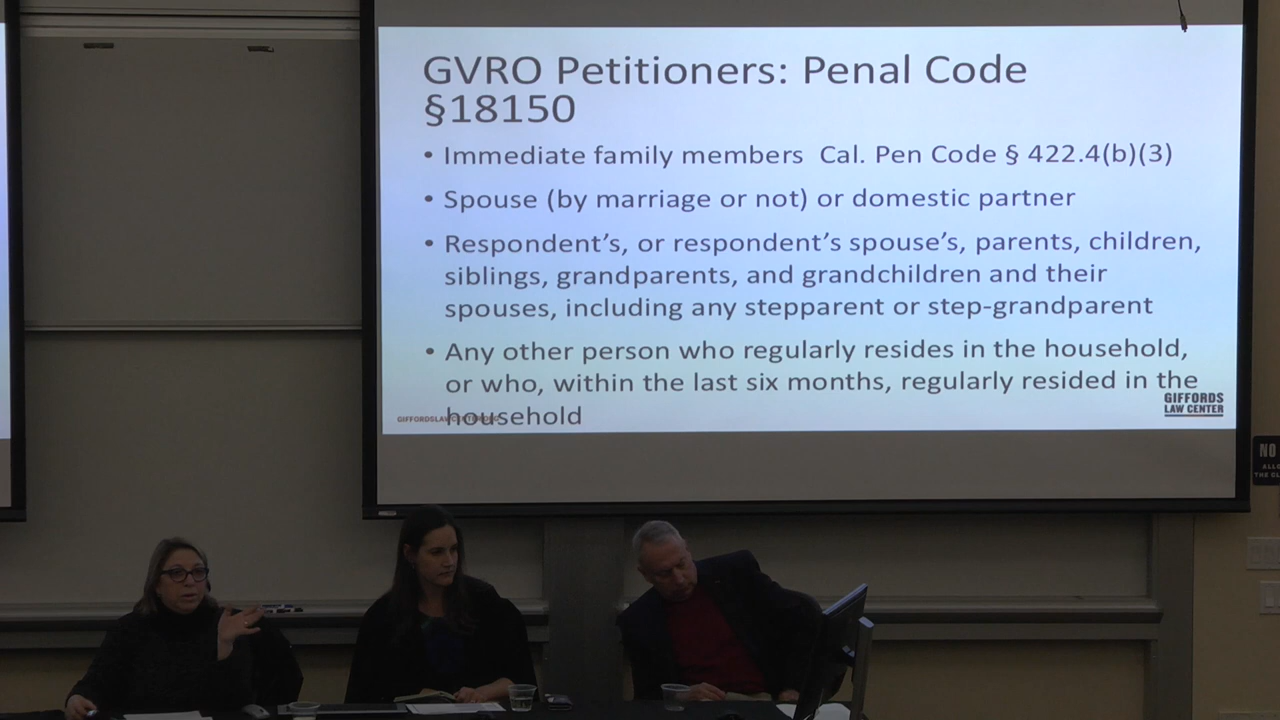 GVRO Petitioners: Penal Code
§18150
• Immediate family members Cal. Pen Code § 422.4(b)(3)
• Spouse (by marriage or not) or domestic partner
• Respondent's, or respondent's spouse's, parents, children,
siblings, grandparents, and grandchildren and their
spouses, including any stepparent or step-grandparent
• Any other person who regularly resides in the household,
or who, within the last six months, regularly resided in the
household
GIFFORDS
LAW CENTER
NO